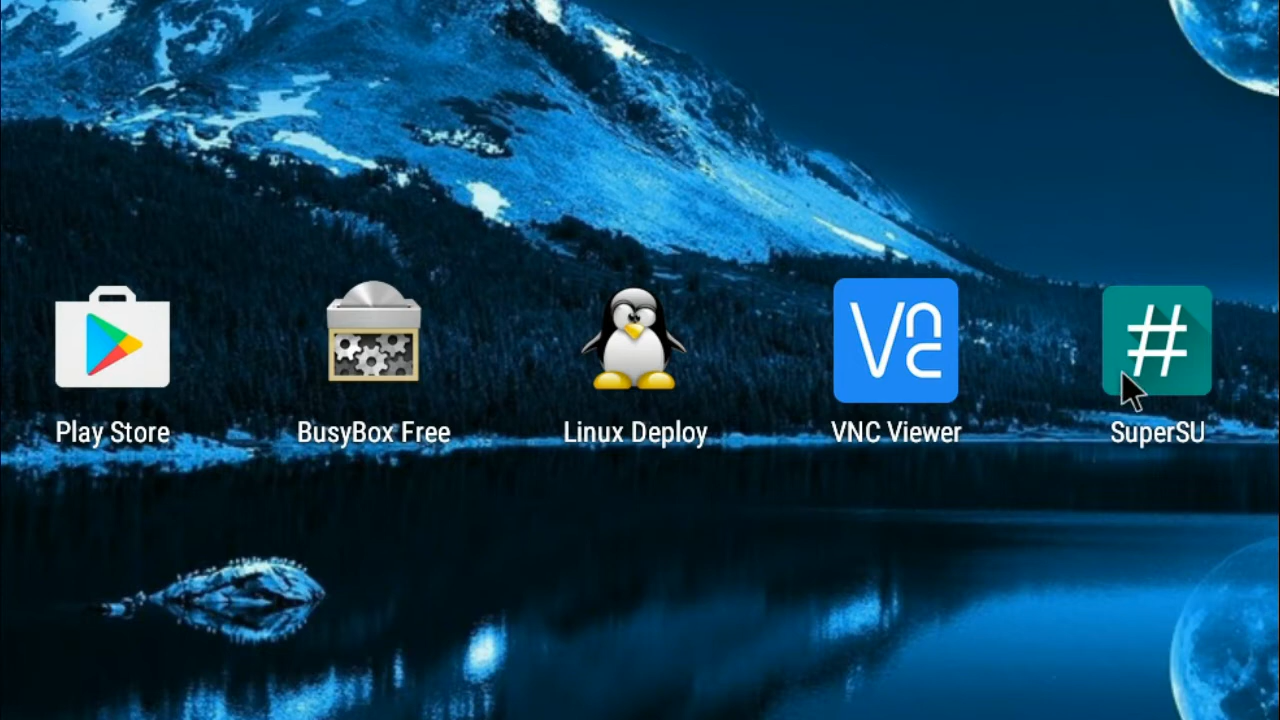 Play Store
BusyBox Free
Linux Deploy
VNC Viewer
SuperSU